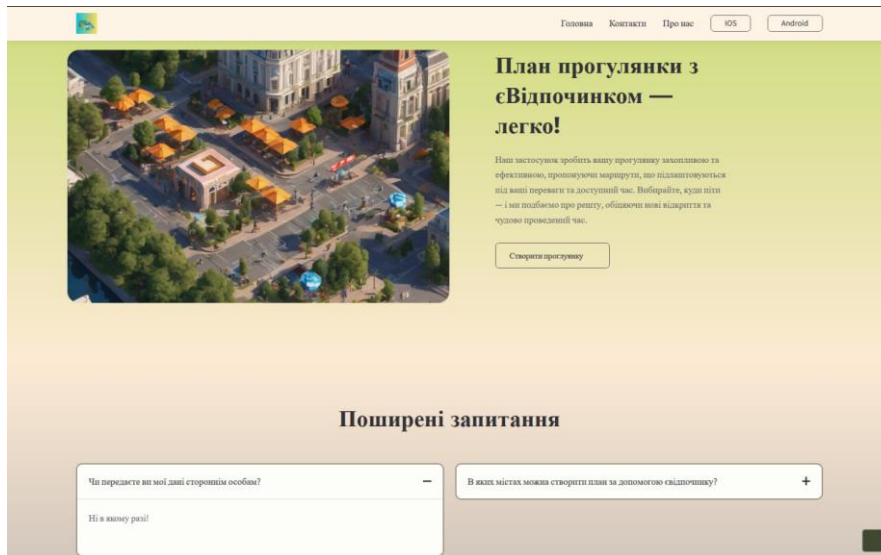 Головна Контакти Про нас IOS Android
План прогулянки з
єВідпочинком —
легко!
Наш застосунок зробить вашу прогулянку захопливою та
ефективною, пропонуючи маршрути, що підлаштовуються
під ваші переваги та доступний час. Вибирайте, куди піти
— і ми подбаємо про решту, обіцяючи нові відкриття та
чудово проведений час.
Створити прогулянку
Поширені запитання
Чи передаєте ви мої дані стороннім особам?
В яких містах можна створити план за допомогою євідпочинку?
Ні в якому разі!